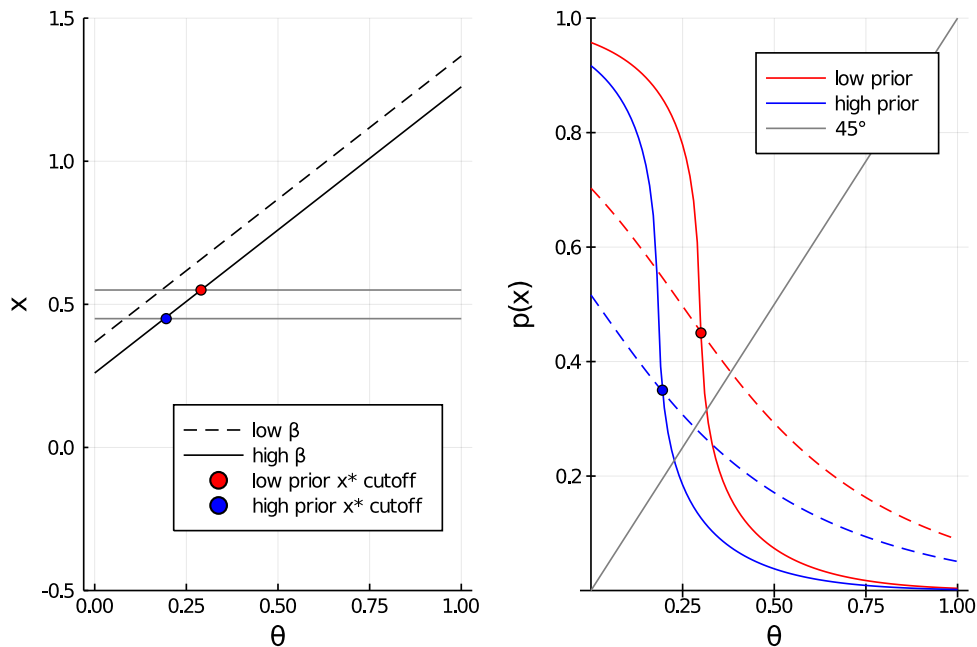 1.5
1.0
0.5
0.0
-0.5
x
0.00
0.25
0.50
0.75
1.00
θ
low β
high β
low prior x* cutoff
high prior x* cutoff
1.0
0.8
0.6
0.4
0.2
p(x)
0.25
0.50
0.75
1.00
θ
low prior
high prior
45°